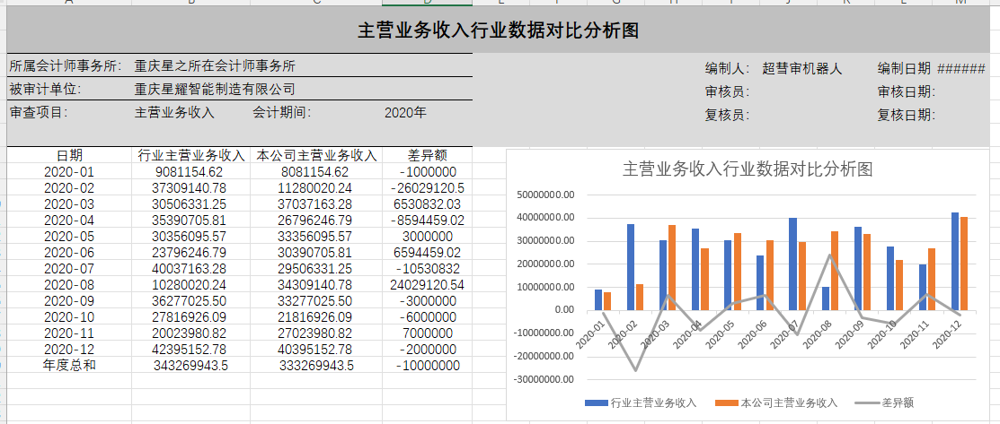 主营业务收入行业数据对比分析图
所属会计师事务所: 重庆星之所在会计师事务所 编制人: 超彗审机器人 编制日期 ######
被审计单位: 重庆星耀智能制造有限公司 审核员: 审核日期:
审查项目: 主营业务收入 会计期间: 2020年 复核员: 复核日期:
日期 行业主营业务收入 本公司主营业务收入 差异额
2020-01 9081154.62 8081154.62 -1000000
2020-02 37309140.78 11280020.24 -26029120.5
2020-03 30506331.25 37037163.28 6530832.03
2020-04 35390705.81 26796246.79 -8594459.02
2020-05 30356095.57 33356095.57 3000000
2020-06 23796246.79 30390705.81 6594459.02
2020-07 40037163.28 29506331.25 -10530832
2020-08 10280020.24 34309140.78 24029120.54
2020-09 36277025.50 33277025.50 -3000000
2020-10 27816926.09 21816926.09 -6000000
2020-11 20023980.82 27023980.82 7000000
2020-12 42395152.78 40395152.78 -2000000
年度总和 343269943.5 333269943.5 -10000000
主营业务收入行业数据对比分析图
50000000.00
40000000.00
30000000.00
20000000.00
10000000.00
0.00
-10000000.00
-20000000.00
-30000000.00
2020-01 2020-02 2020-03 2020-04 2020-05 2020-06 2020-07 2020-08 2020-09 2020-10 2020-11 2020-12
行业主营业务收入 本公司主营业务收入 差异额